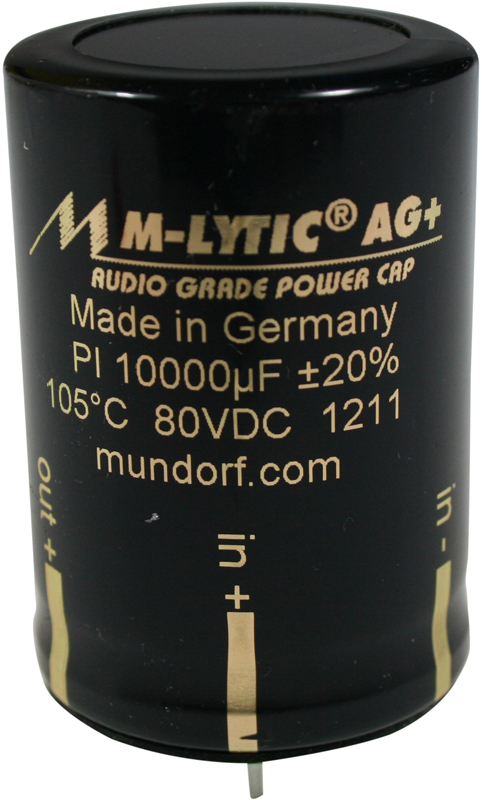 M M-LYTIC® AG+
AUDIO GRADE POWER CAP
Made in Germany
PI 10000µF ±20%
105°C 80VDC 1211
mundorf.com
out +
in +
in -